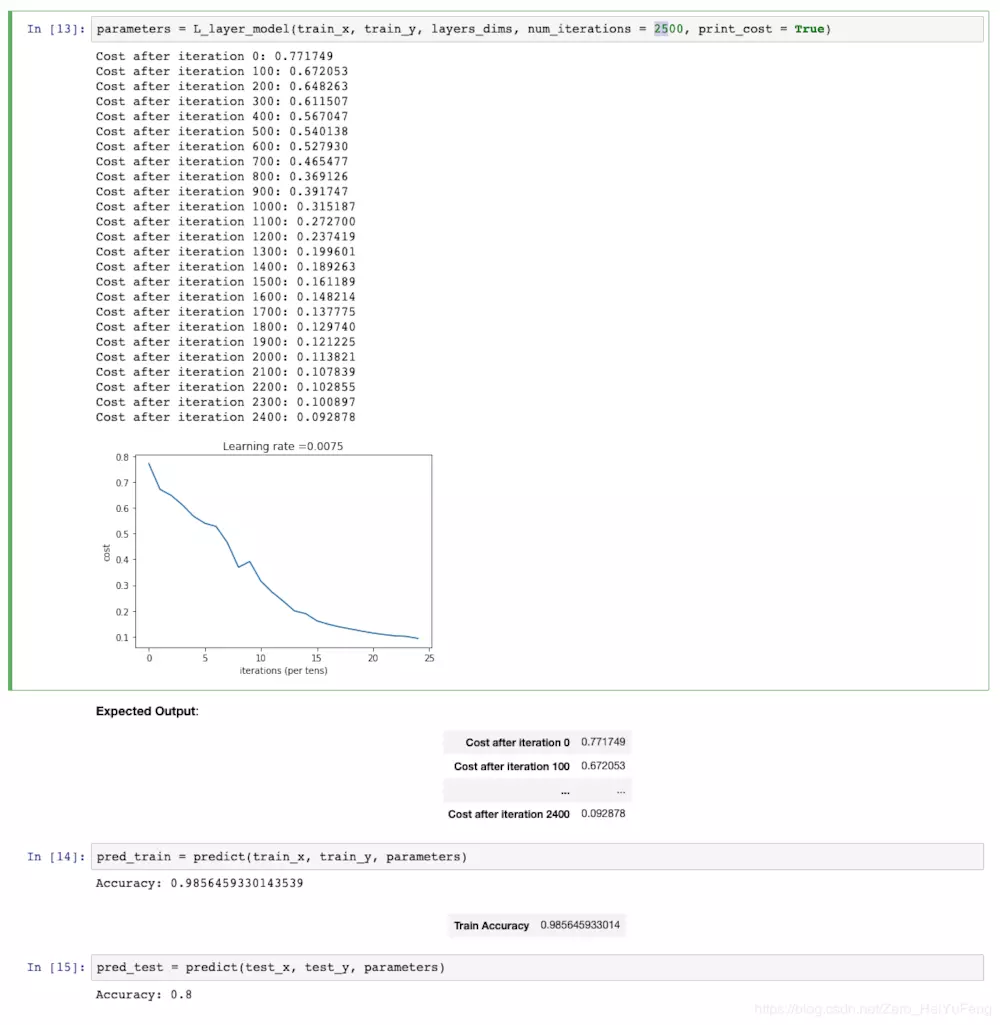 In [13]: parameters = L_layer_model(train_x, train_y, layers_dims, num_iterations = 2500, print_cost = True)
Cost after iteration 0: 0.771749
Cost after iteration 100: 0.672053
Cost after iteration 200: 0.648263
Cost after iteration 300: 0.611507
Cost after iteration 400: 0.567047
Cost after iteration 500: 0.540138
Cost after iteration 600: 0.527930
Cost after iteration 700: 0.465477
Cost after iteration 800: 0.369126
Cost after iteration 900: 0.391747
Cost after iteration 1000: 0.315187
Cost after iteration 1100: 0.272700
Cost after iteration 1200: 0.237419
Cost after iteration 1300: 0.199601
Cost after iteration 1400: 0.189263
Cost after iteration 1500: 0.161189
Cost after iteration 1600: 0.148214
Cost after iteration 1700: 0.137775
Cost after iteration 1800: 0.129740
Cost after iteration 1900: 0.121225
Cost after iteration 2000: 0.113821
Cost after iteration 2100: 0.107839
Cost after iteration 2200: 0.102855
Cost after iteration 2300: 0.100897
Cost after iteration 2400: 0.092878
Learning rate =0.0075
0.8
0.7
0.6
0.5
0.4
0.3
0.2
0.1
cost
0 5 10 15 20 25
iterations (per tens)
Expected Output:
Cost after iteration 0 0.771749
Cost after iteration 100 0.672053
... ...
Cost after iteration 2400 0.092878
In [14]: pred_train = predict(train_x, train_y, parameters)
Accuracy: 0.9856459330143539
Train Accuracy 0.985645933014
In [15]: pred_test = predict(test_x, test_y, parameters)
Accuracy: 0.8
https://blog.csdn.net/Zero_HeiYuFeng